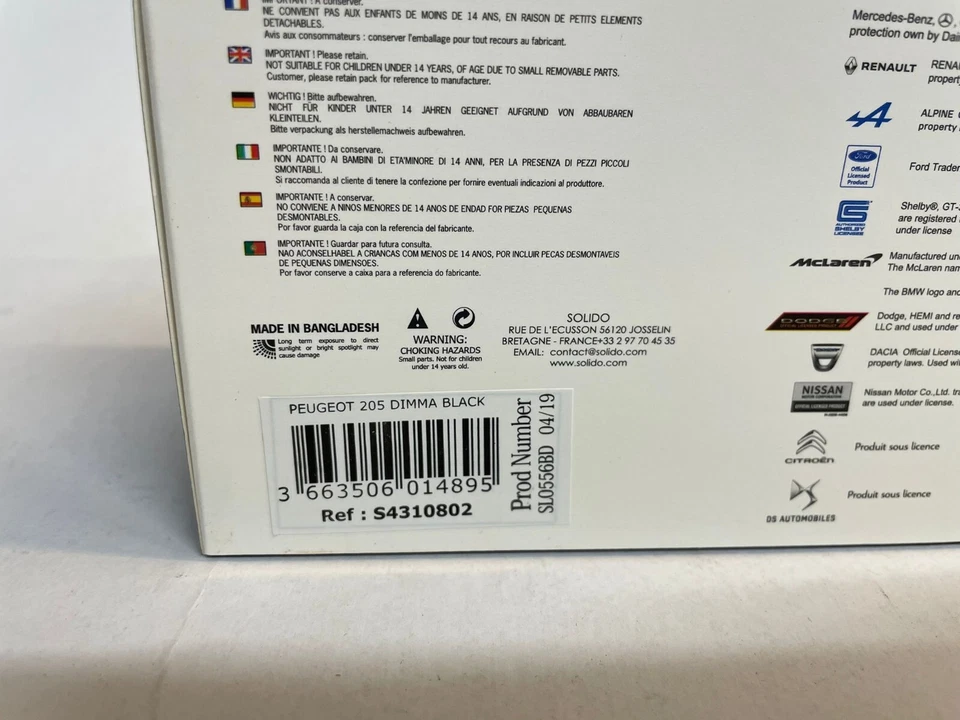 IMPORTANT ! A conserver.
NE CONVIENT PAS AUX ENFANTS DE MOINS DE 14 ANS, EN RAISON DE PETITS ELEMENTS
DETACHABLES.
Avis aux consommateurs : conserver l'emballage pour tout recours au fabricant.
IMPORTANT ! Please retain.
NOT SUITABLE FOR CHILDREN UNDER 14 YEARS, OF AGE DUE TO SMALL REMOVABLE PARTS.
Customer, please retain pack for reference to manufacturer.
WICHTIG ! Bitte aufbewahren.
NICHT FÜR KINDER UNTER 14 JAHREN GEEIGNET AUFGRUND VON ABBAUBAREN
KLEINTEILEN.
Bitte verpackung als herstellemachweis aufbewahren.
IMPORTANTE ! Da conservare.
NON ADATTO AI BAMBINI DI ETA'MINORE DI 14 ANNI, PER LA PRESENZA DI PEZZI PICCOLI
SMONTABILI.
Si raccomanda al cliente di tenere la confezione per fornire eventuali indicazioni al produttore.
IMPORTANTE ! A conservar.
NO CONVIENE A NINOS MENORES DE 14 ANOS DE ENDAD FOR PIEZAS PEQUENAS
DESMONTABLES.
Por favor guarda la caja con la referencia del fabricante.
IMPORTANTE ! Guardar para futura consulta.
NAO ACONSELHABEL A CRIANCAS COM MENOS DE 14 ANOS, POR INCLUIR PECAS DESMONTAVEIS
DE PEQUENAS DIMENSOES.
Por favor conserve a caixa para a referencia do fabricante.
MADE IN BANGLADESH
Long term exposure to direct
sunlight or bright spotlight may
cause damage
WARNING:
CHOKING HAZARDS
Small parts. Not for children
under 14 years old.
SOLIDO
RUE DE L'ECUSSON 56120 JOSSELIN
BRETAGNE - FRANCE+33 2 97 70 45 35
EMAIL: contact@solido.com
www.solido.com
PEUGEOT 205 DIMMA BLACK
3 663506 014895
Ref : S4310802
Prod Number
SL0556BD 04/19
Mercedes-Benz,
protection own by Dai
RENAULT
RENA
propert
ALPINE
property
Ford
Official
Licensed
Product
Ford Trader
AUTHORIZED
SHELBY
LICENSEE
Shelby®, GT-
are registered
under license
McLaren
Manufactured un
The McLaren nam
The BMW logo and
DODGE
Dodge, HEMI and re
LLC and used under
DACIA Official Licens
property laws. Used wi
NISSAN
Nissan Motor Co.,Ltd. tra
are used under license.
CITROËN
Produit sous licence
DS AUTOMOBILES
Produit sous licence